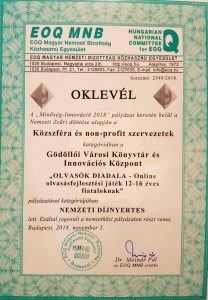 EOQ MNB
EOQ Magyar Nemzeti Bizottság
Közhasznú Egyesület
HUNGARIAN
NATIONAL
COMMITTEE
for EOQ
EOQ MAGYAR NEMZETI BIZOTTSÁG KÖZHASZNÚ EGYESÜLET
Sorszám: 2549/2018.
OKLEVÉL
A „Minőség-Innováció 2018" pályázat keretén belül a
Nemzeti Zsűri döntése alapján a
Közszféra és non-profit szervezetek
kategóriában a
Gödöllői Városi Könyvtár és
Innovációs Központ
"OLVASÓK DIADALA - Online
olvasásfejlesztési játék 12-16 éves
fiataloknak"
pályázatával kategóriájában
NEMZETI DÍJNYERTES
lett. Ezáltal jogosult a nemzetközi pályázaton részt venni.
Budapest, 2018. november 5.
Dr. Molnár Pál
az EOQ MNB elnöke